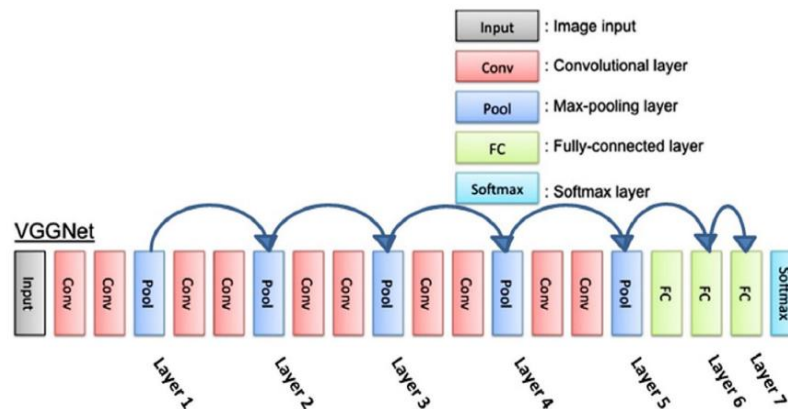 Input : Image input
Conv : Convolutional layer
Pool : Max-pooling layer
FC : Fully-connected layer
Softmax : Softmax layer
VGGNet
Input
Conv
Conv
Pool
Conv
Conv
Pool
Conv
Conv
Pool
Conv
Conv
Pool
Conv
Conv
Pool
FC
FC
FC
Softmax
Layer 1
Layer 2
Layer 3
Layer 4
Layer 5
Layer 6
Layer 7